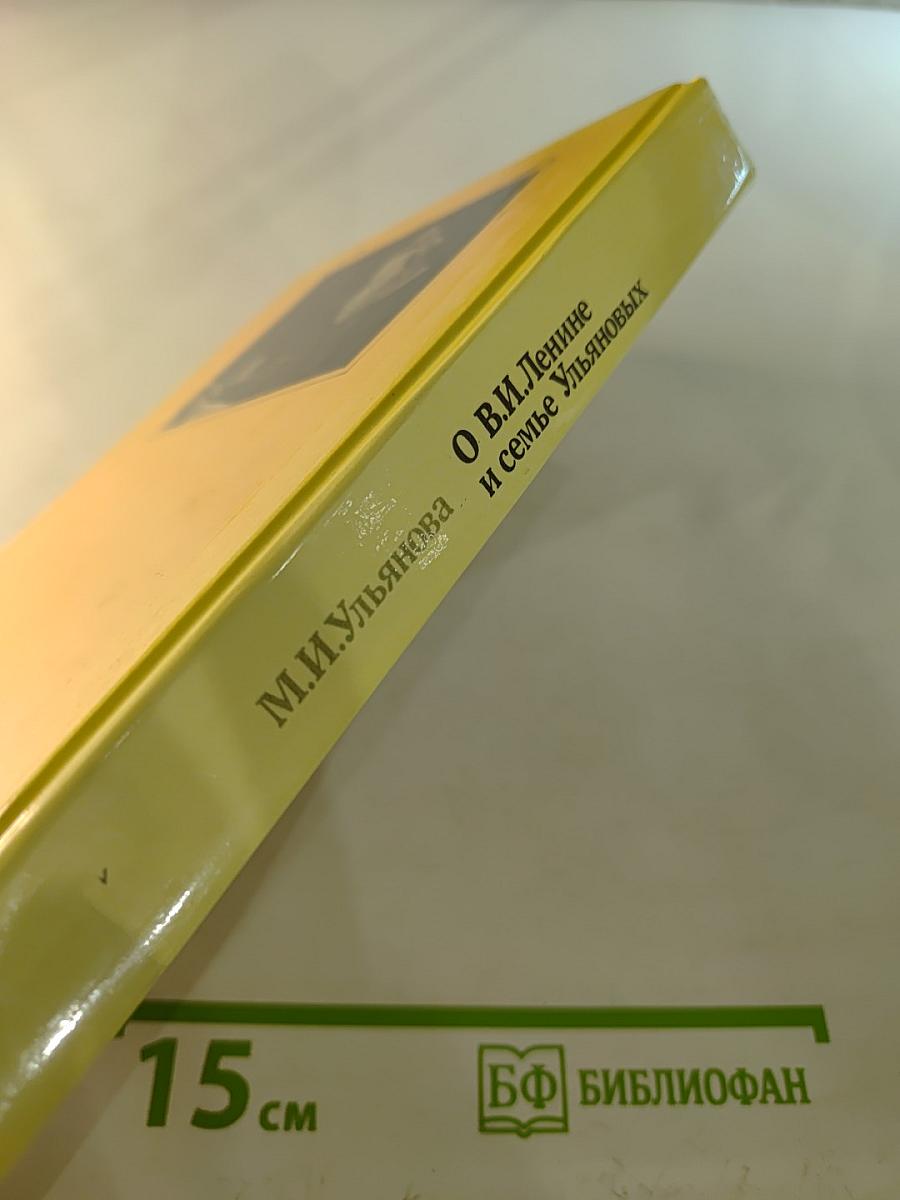 М.И.Ульянова
О В.И.Ленине
и семье Ульяновых
15 см
БФ БИБЛИОФАН